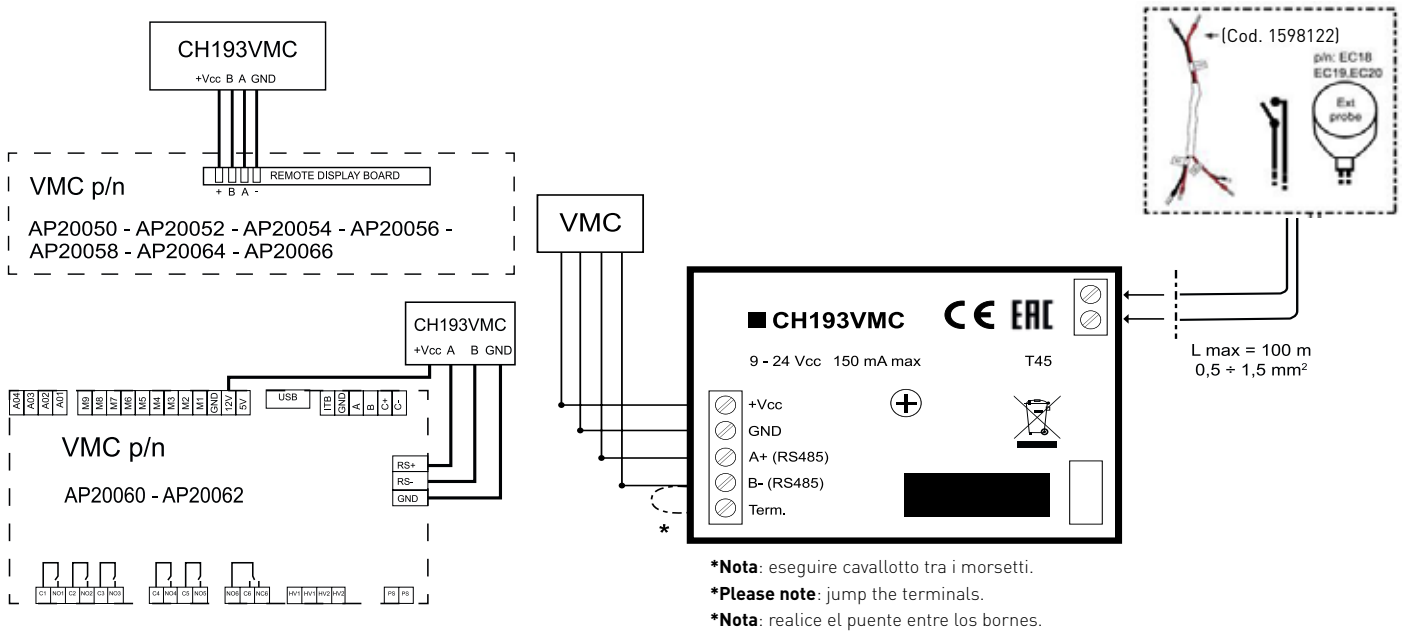 CH193VMC
+Vcc B A GND
REMOTE DISPLAY BOARD
+ B A -
VMC p/n
AP20050 - AP20052 - AP20054 - AP20056 -
AP20058 - AP20064 - AP20066
CH193VMC
+Vcc A B GND
A04 A03 A02 A01
M9 M8 M7 M6 M5 M4 M3 M2 M1 GND 12V 5V
USB
ITB GND A B C+ C-
VMC p/n
AP20060 - AP20062
RS+
RS-
GND
C1 NO1 C2 NO2 C3 NO3
C4 NO4 C5 NO5
NO6 C6 NC6
HV1 HV1 HV2 HV2
PS PS
VMC
CH193VMC
CE EAC
9 - 24 Vcc 150 mA max
T45
+Vcc
GND
A+ (RS485)
B- (RS485)
Term.
*
(Cod. 1598122)
p/n: EC18
EC19,EC20
Ext
probe
L max = 100 m
0,5 ÷ 1,5 mm²
*Nota: eseguire cavallotto tra i morsetti.
*Please note: jump the terminals.
*Nota: realice el puente entre los bornes.